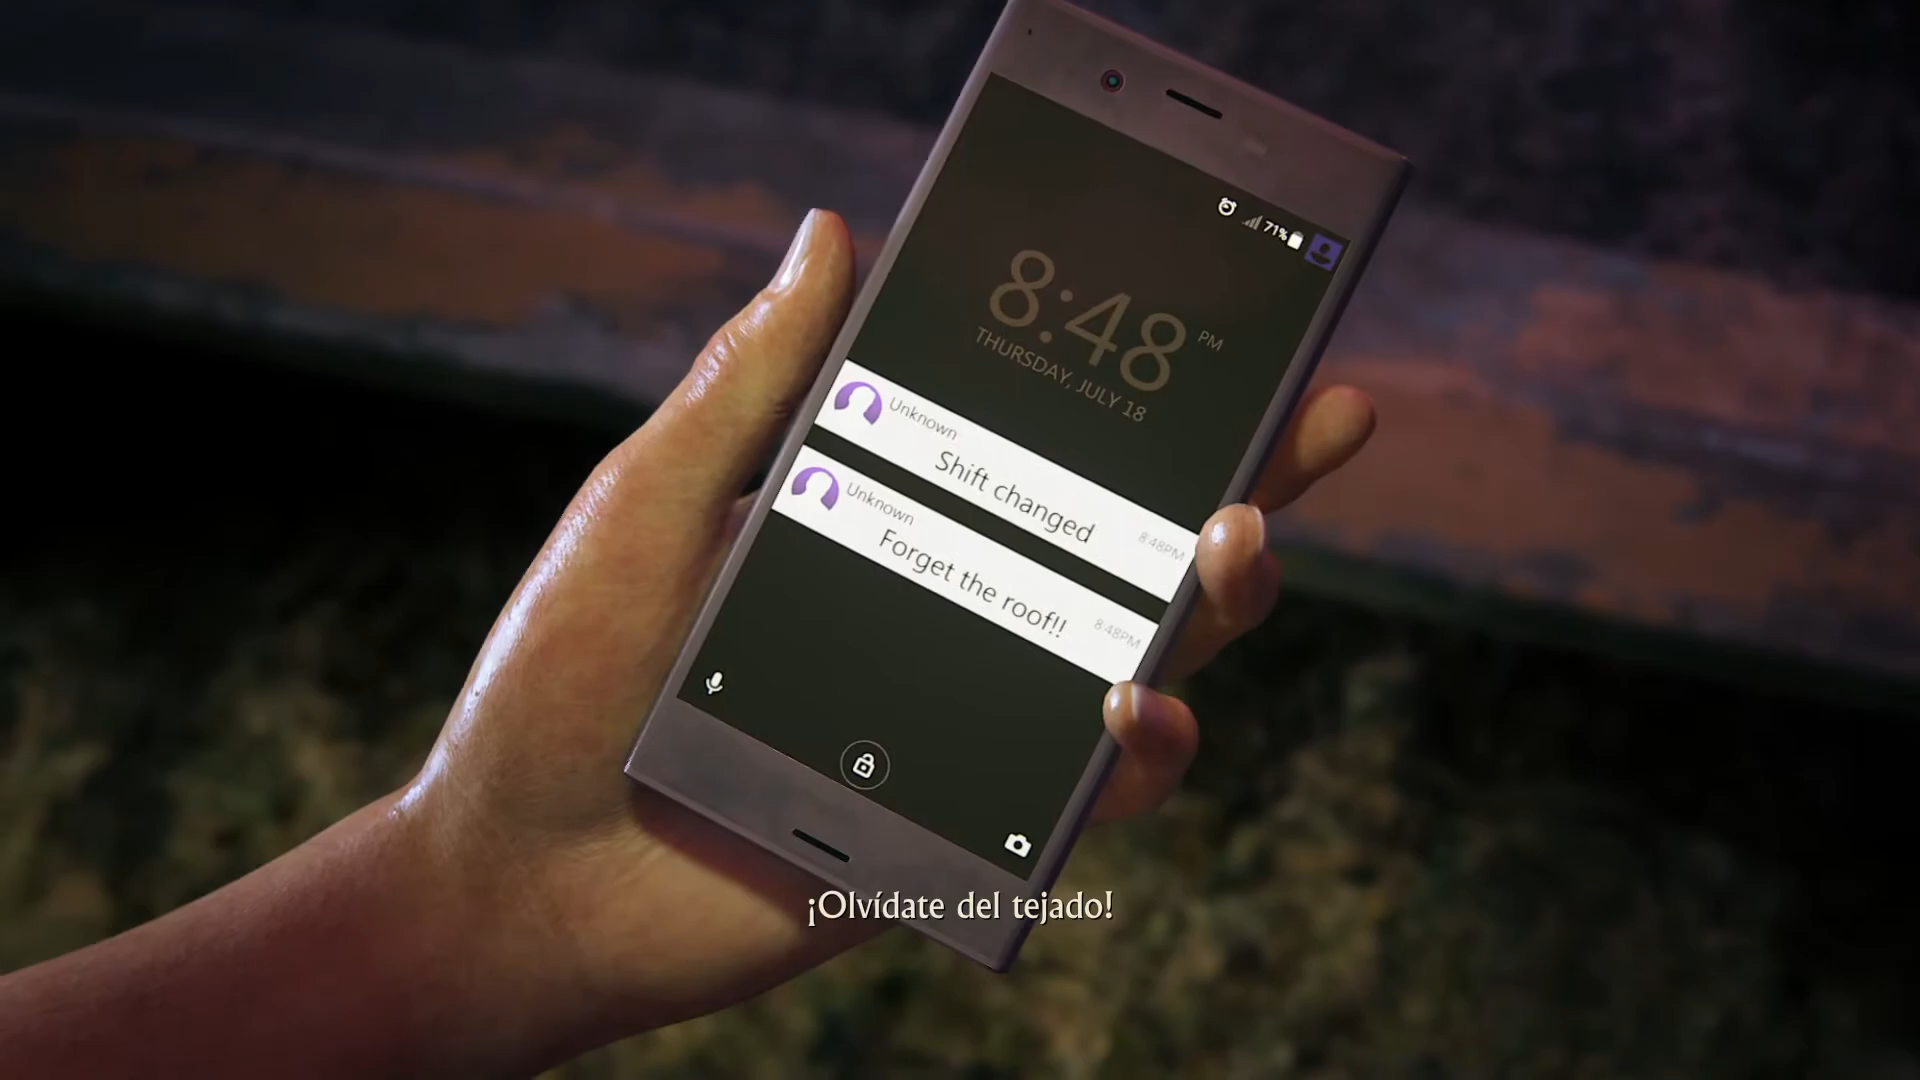 71%
8:48 PM
THURSDAY, JULY 18
Unknown
Shift changed
8:48PM
Unknown
Forget the roof!!
8:48PM
¡Olvídate del tejado!